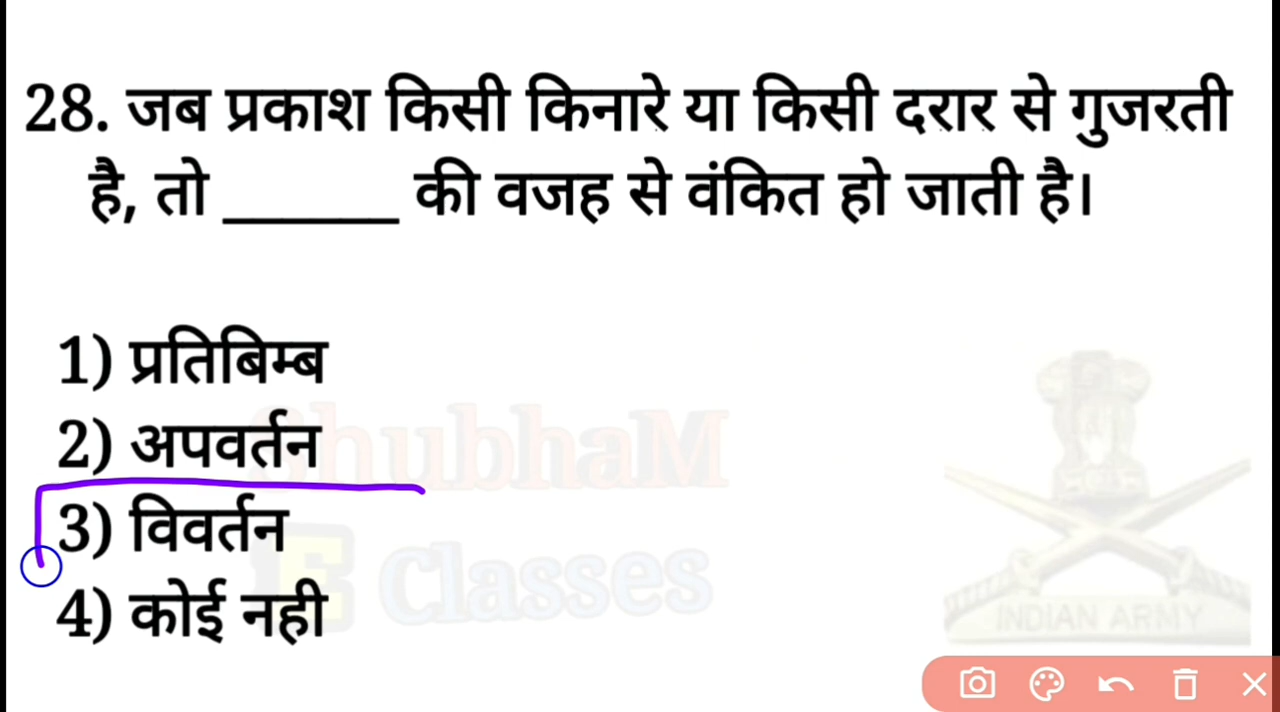 28. जब प्रकाश किसी किनारे या किसी दरार से गुजरती
है, तो ______ की वजह से वंकित हो जाती है।
1) प्रतिबिम्ब
2) अपवर्तन
3) विवर्तन
4) कोई नही
ShubhaM
E Classes
INDIAN ARMY